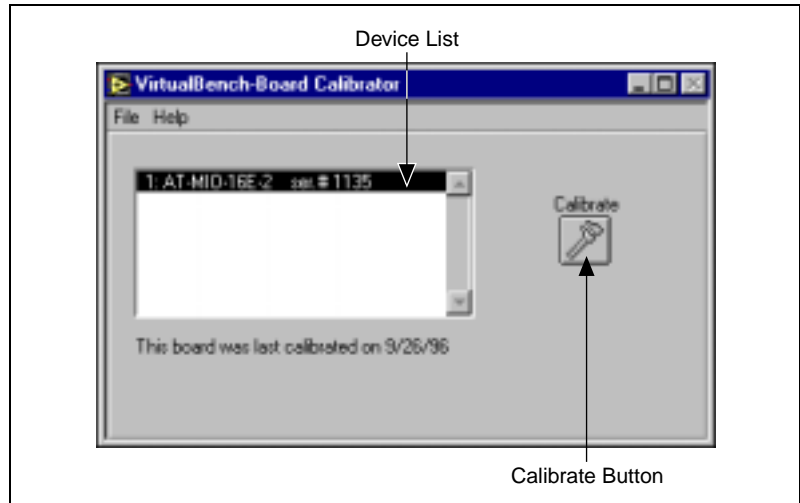 Device List
VirtualBench-Board Calibrator
File Help
1: AT-MIO-16E-2 ser.# 1135
Calibrate
This board was last calibrated on 9/26/96
Calibrate Button